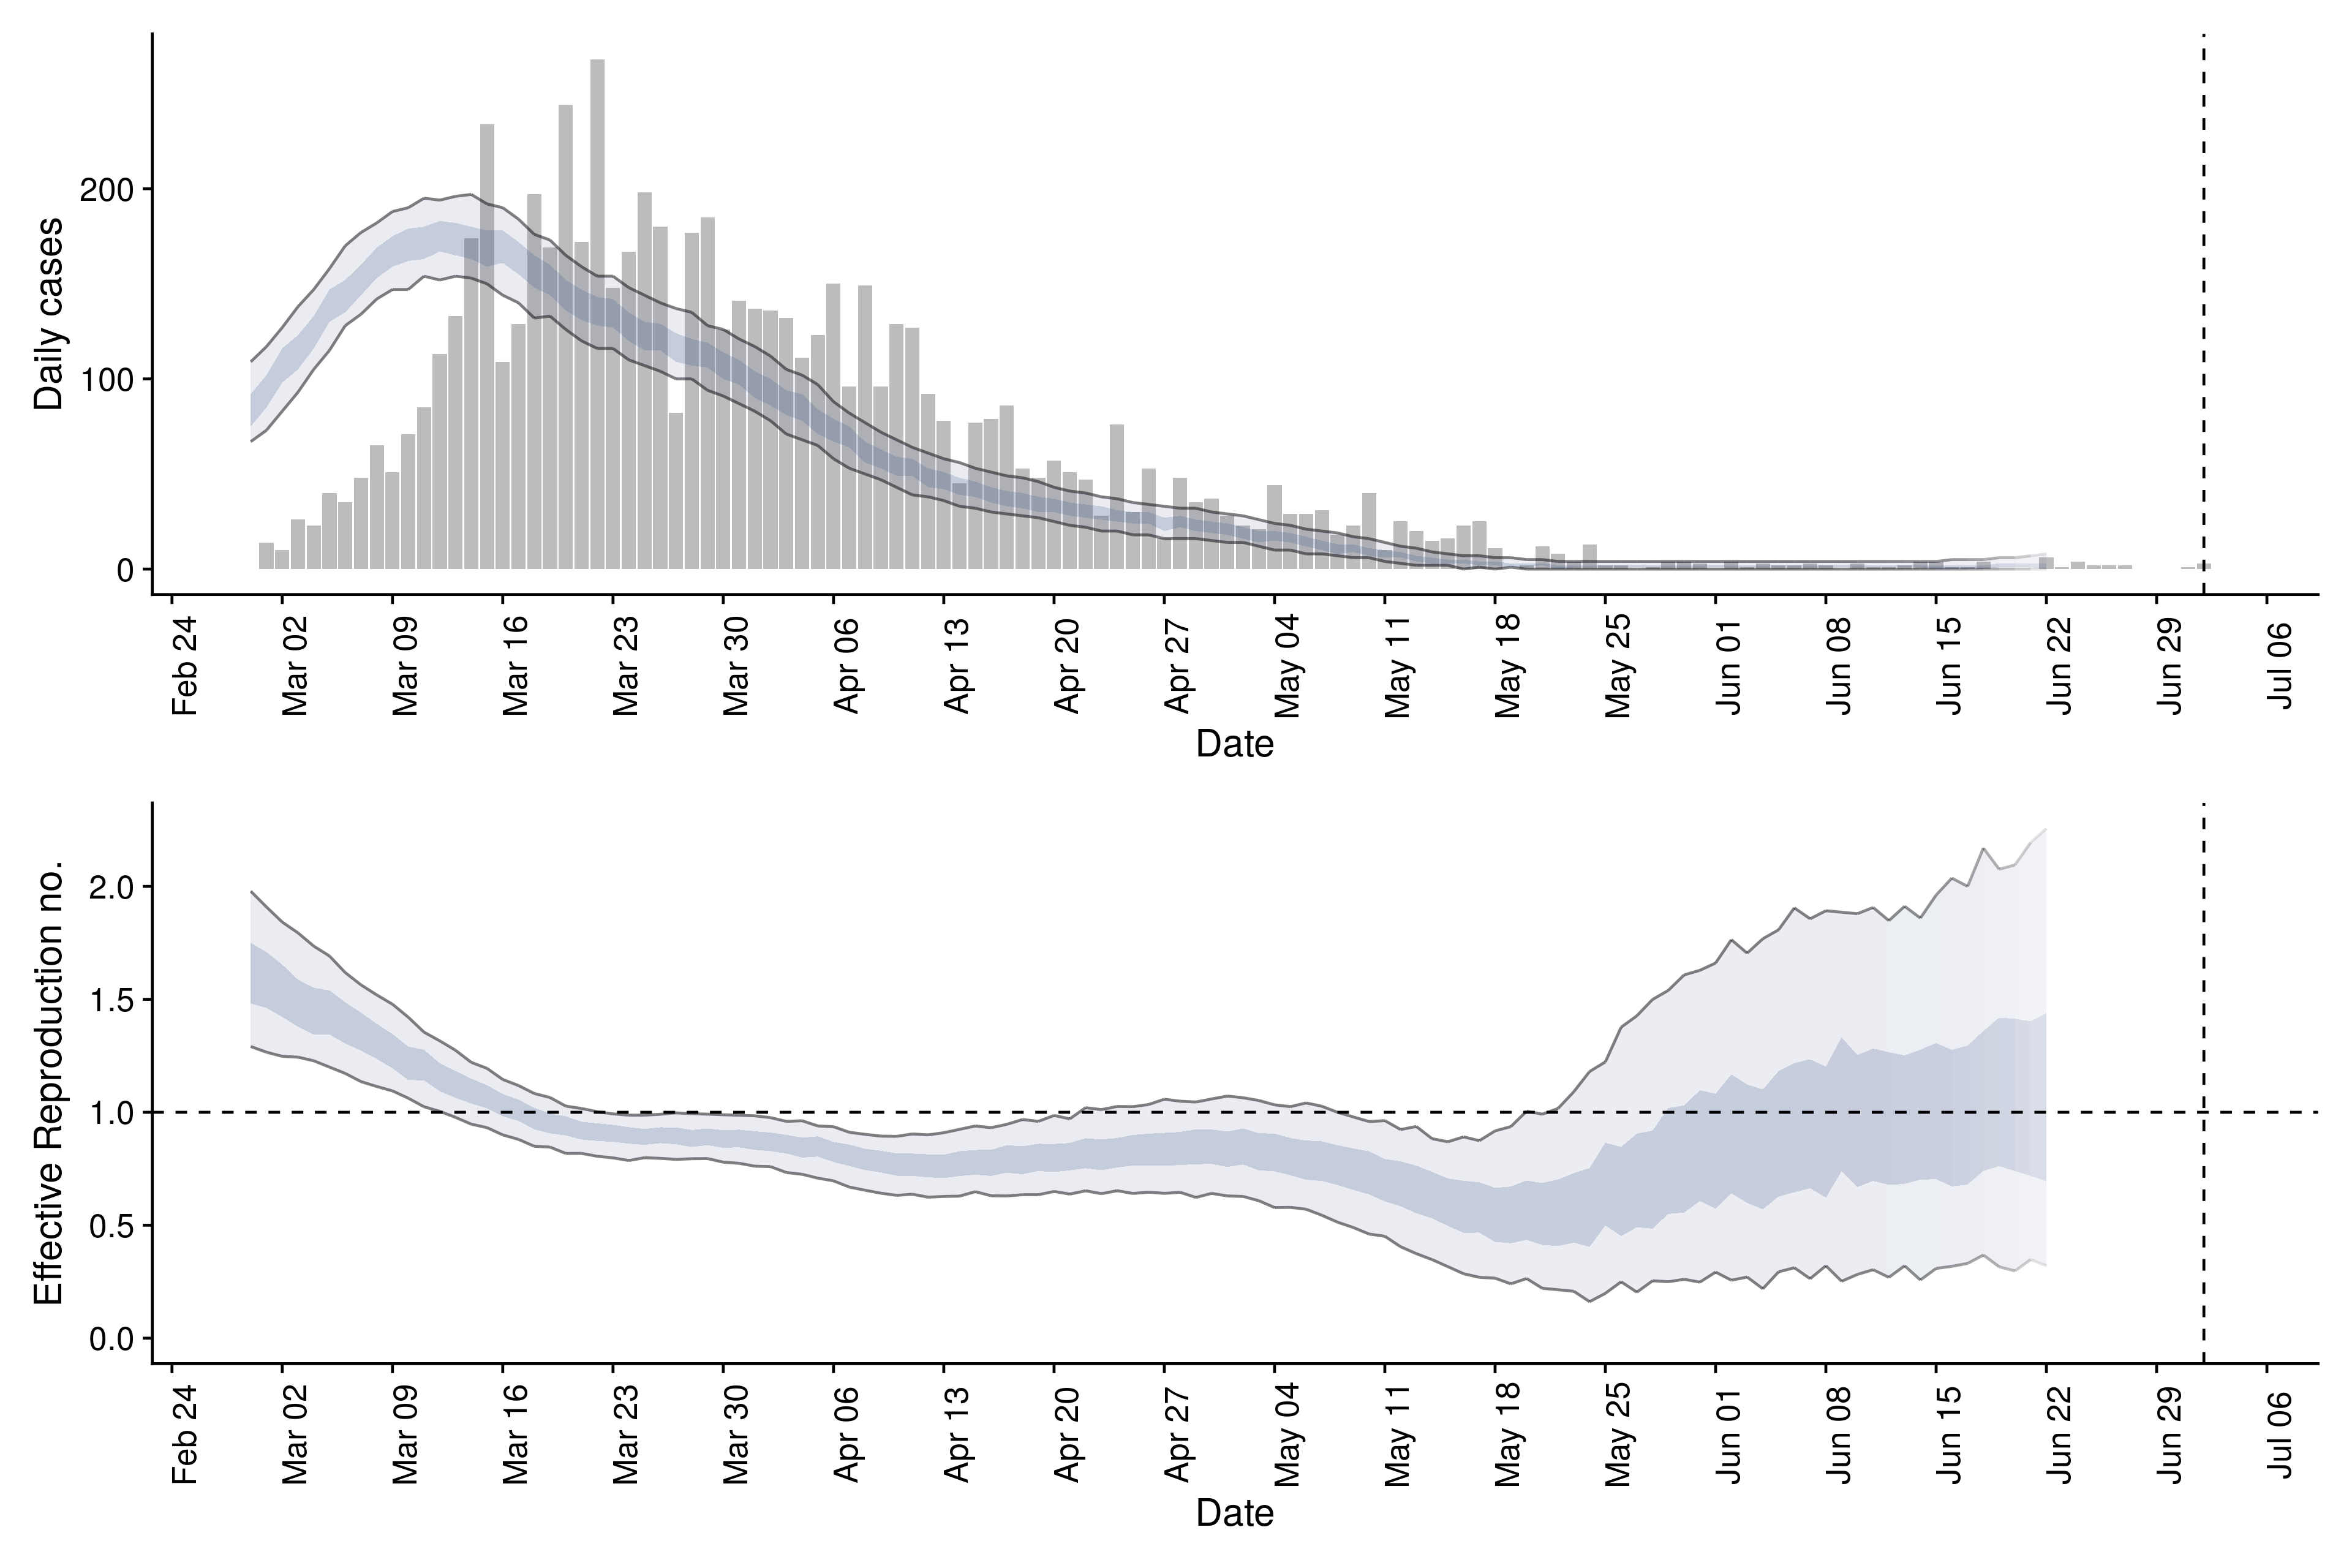 Daily cases
200
100
0
Feb 24 Mar 02 Mar 09 Mar 16 Mar 23 Mar 30 Apr 06 Apr 13 Apr 20 Apr 27 May 04 May 11 May 18 May 25 Jun 01 Jun 08 Jun 15 Jun 22 Jun 29 Jul 06
Date
Effective Reproduction no.
2.0
1.5
1.0
0.5
0.0
Feb 24 Mar 02 Mar 09 Mar 16 Mar 23 Mar 30 Apr 06 Apr 13 Apr 20 Apr 27 May 04 May 11 May 18 May 25 Jun 01 Jun 08 Jun 15 Jun 22 Jun 29 Jul 06
Date